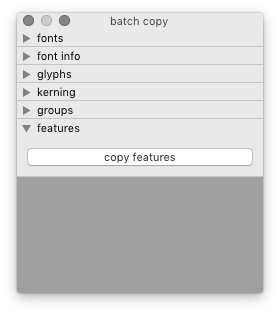 batch copy
fonts
font info
glyphs
kerning
groups
features
copy features